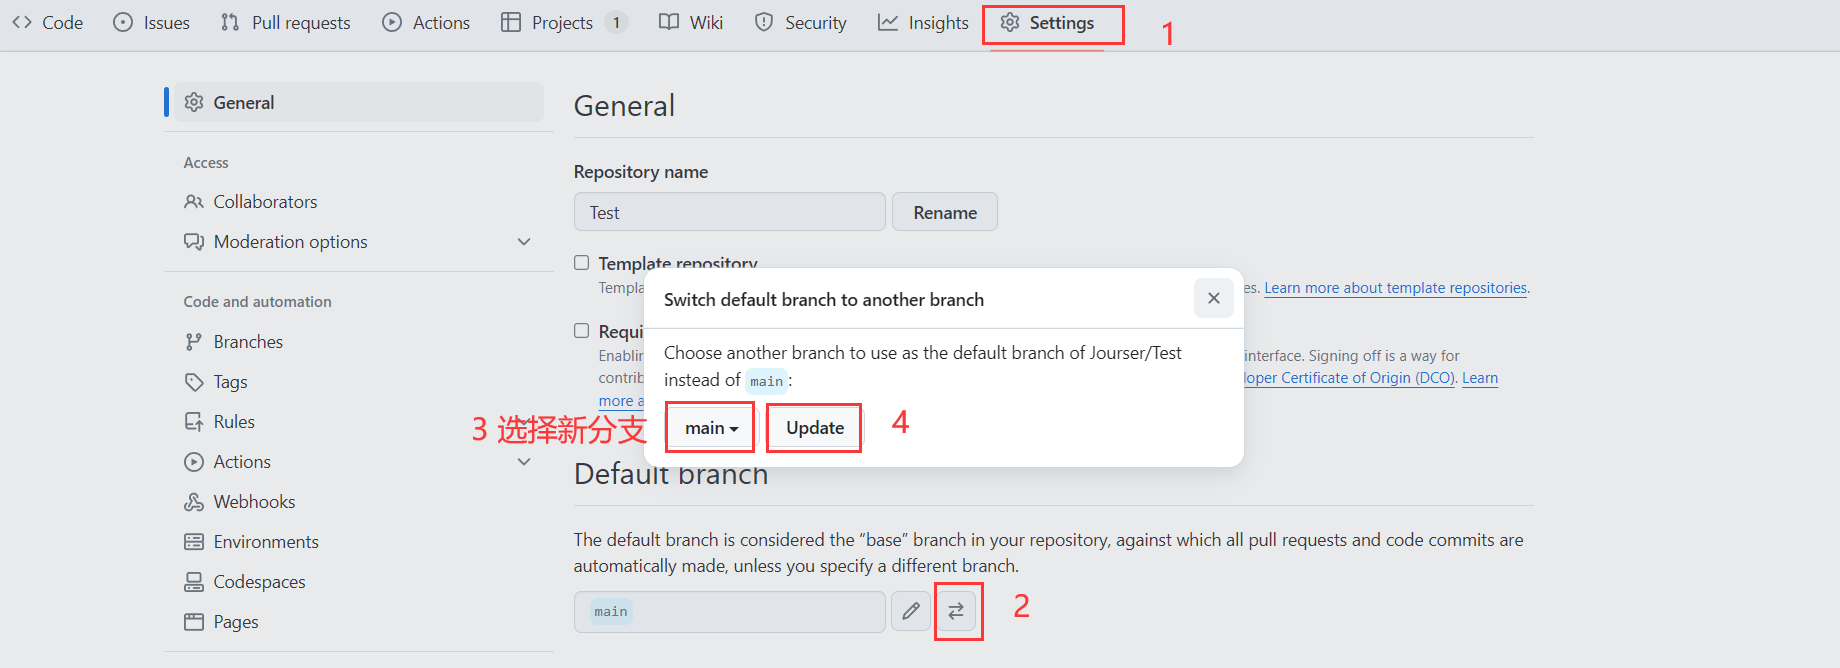 Code Issues Pull requests Actions Projects 1 Wiki Security Insights Settings 1
General
Access
Collaborators
Moderation options
Code and automation
Branches
Tags
Rules
Actions
Webhooks
Environments
Codespaces
Pages
General
Repository name
Test Rename
Template repository
Templa
es. Learn more about template repositories.
Requi
Enablin
interface. Signing off is a way for
contrib
loper Certificate of Origin (DCO). Learn
more a
Switch default branch to another branch
Choose another branch to use as the default branch of Jourser/Test
instead of main:
3 选择新分支 main Update 4
Default branch
The default branch is considered the “base” branch in your repository, against which all pull requests and code commits are
automatically made, unless you specify a different branch.
main 2